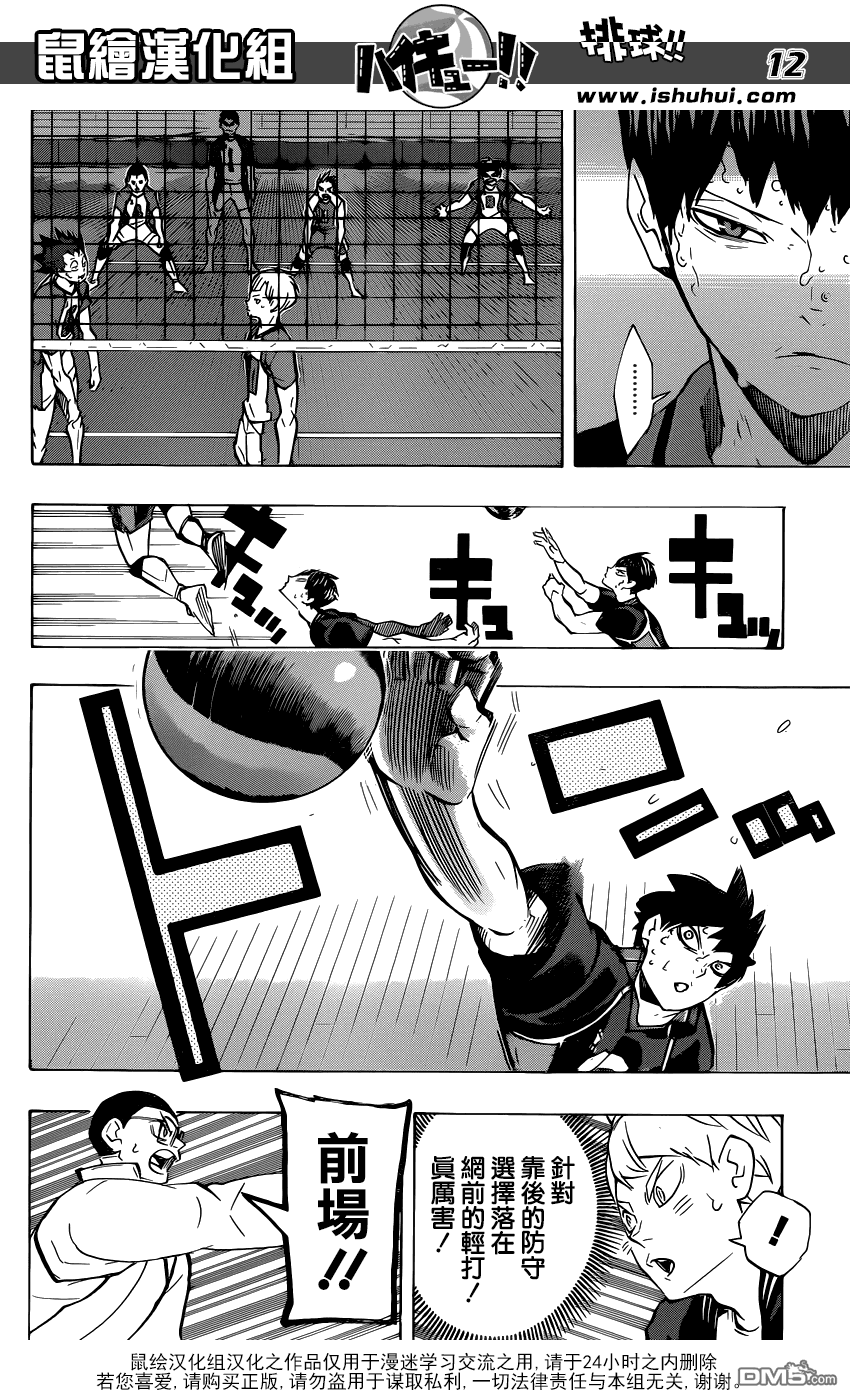 鼠繪漢化組
ハイキュー!!
排球!!
12
www.ishuhui.com
………
キュッ
キュ
キュッ
トーン
!
針對
靠後的防守
選擇落在
網前的輕打!
眞厲害!
前場!!
鼠绘汉化组汉化之作品仅用于漫迷学习交流之用, 请于24小时之内删除
若您喜爱, 请购买正版, 请勿用于谋取私利, 一切法律责任与本组无关, 谢谢。
DM5.com